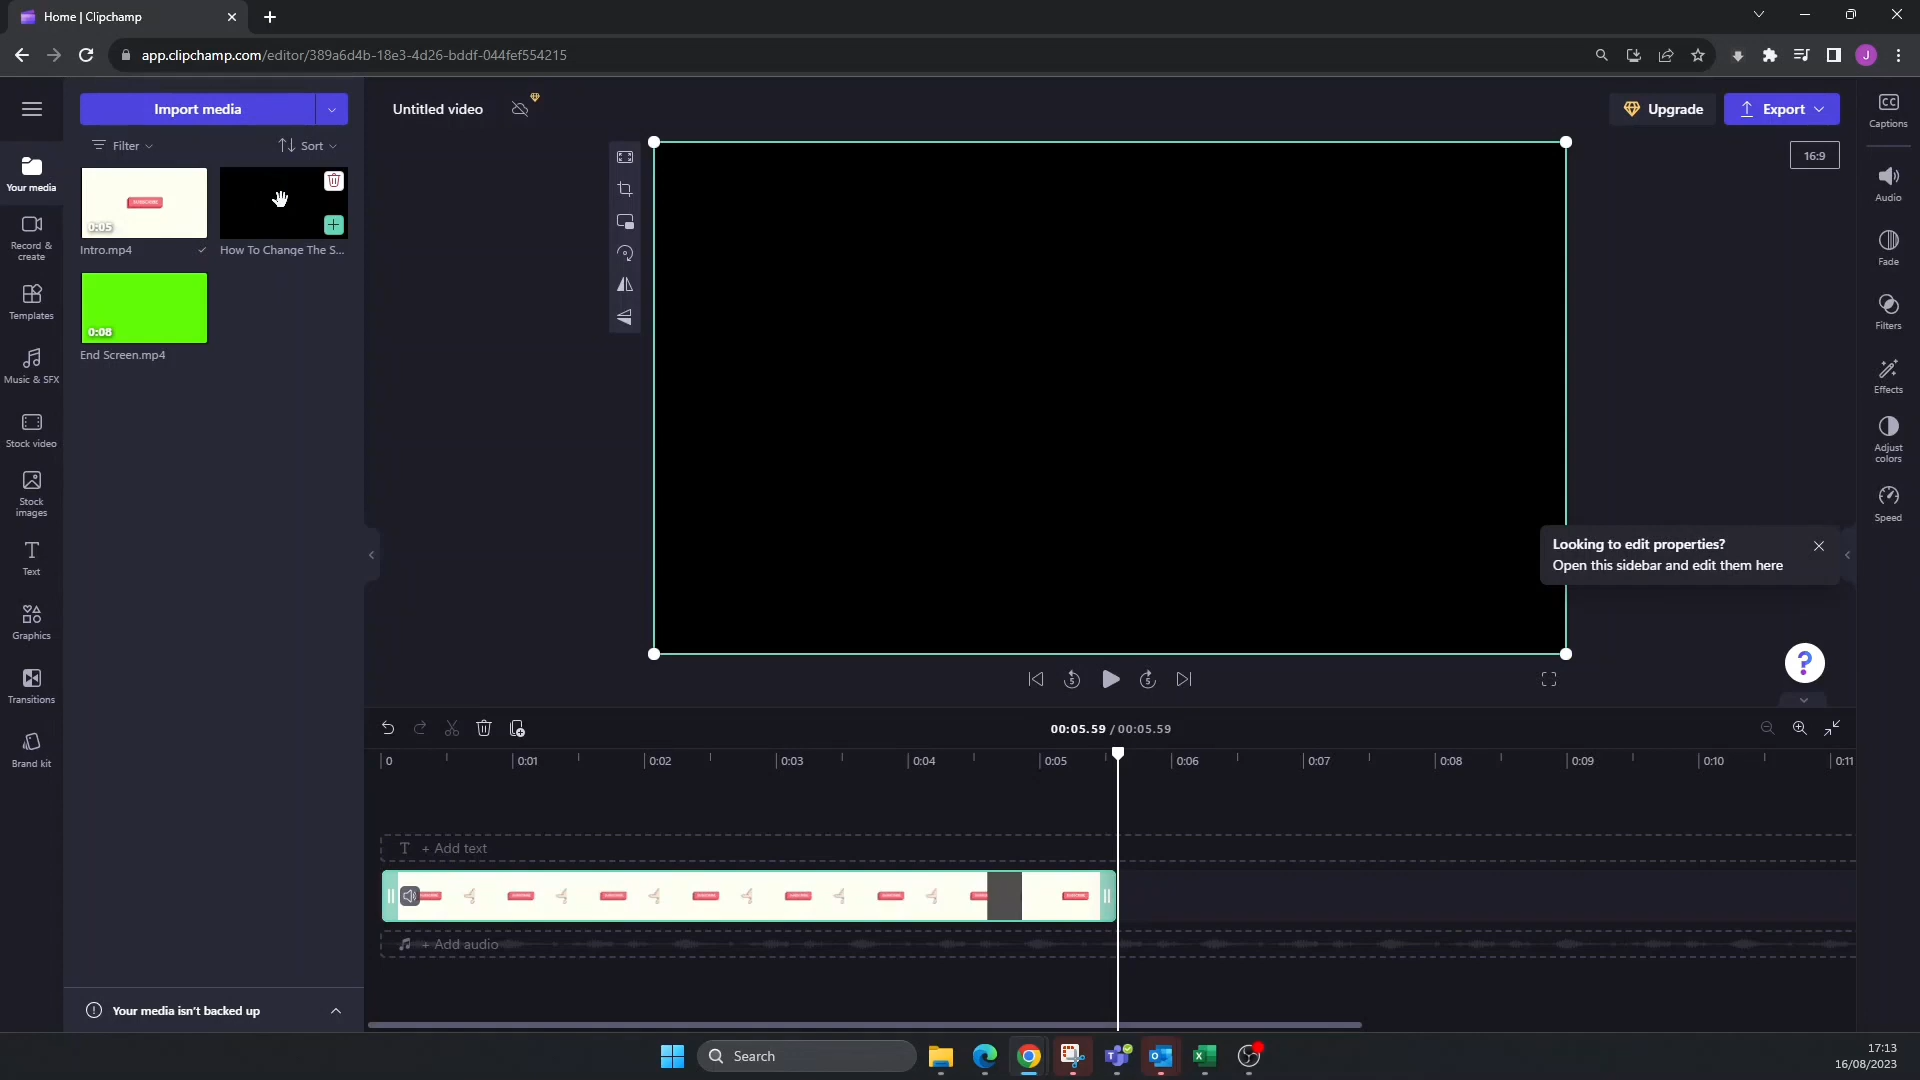 Home | Clipchamp
app.clipchamp.com/editor/389a6d4b-18e3-4d26-bddf-044fef554215
J
Import media
Untitled video
Upgrade
Export
Filter
Sort
16:9
Captions
Your media
SUBSCRIBE
0:05
Intro.mp4
How To Change The S...
Audio
Record &
create
Fade
Templates
0:08
End Screen.mp4
Filters
Music & SFX
Effects
Stock video
Adjust
colors
Stock
images
Speed
Text
Looking to edit properties?
Open this sidebar and edit them here
Graphics
?
5
5
Transitions
00:05.59 / 00:05.59
Brand kit
0
0:01
0:02
0:03
0:04
0:05
0:06
0:07
0:08
0:09
0:10
0:11
T + Add text
+ Add audio
Your media isn't backed up
Search
17:13
16/08/2023